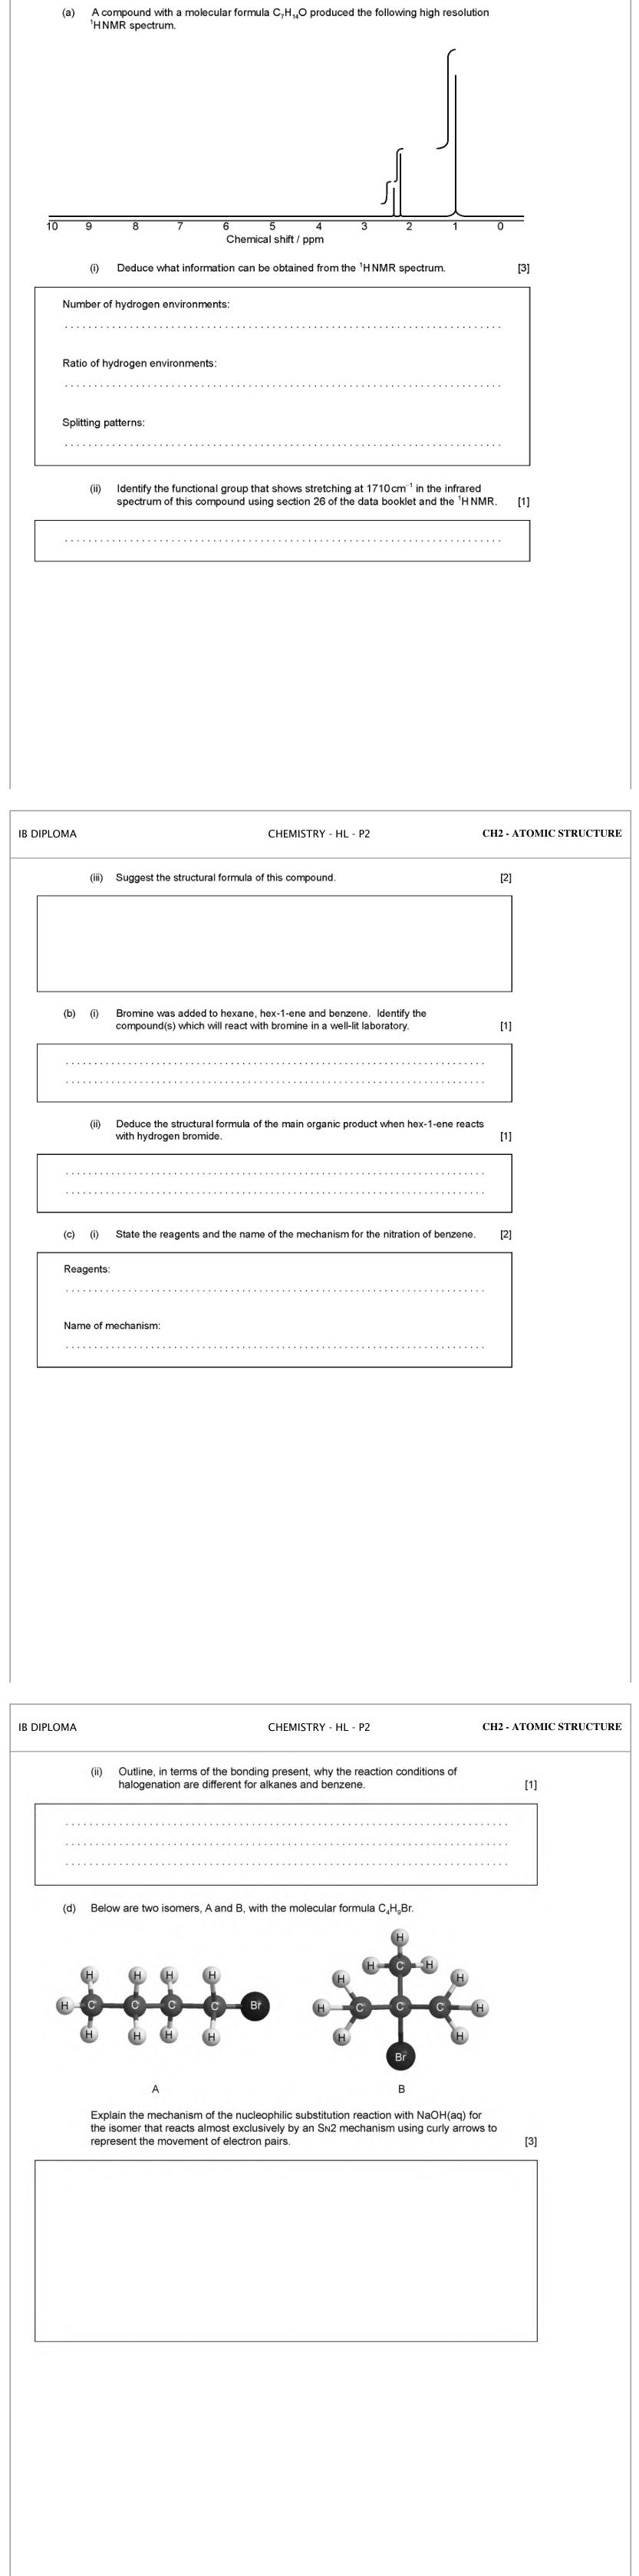 (a) A compound with a molecular formula C₇H₁₄O produced the following high resolution
¹H NMR spectrum.
10 9 8 7 6 5 4 3 2 1 0
Chemical shift / ppm
(i) Deduce what information can be obtained from the ¹H NMR spectrum. [3]
Number of hydrogen environments:
Ratio of hydrogen environments:
Splitting patterns:
(ii) Identify the functional group that shows stretching at 1710 cm⁻¹ in the infrared
spectrum of this compound using section 26 of the data booklet and the ¹H NMR. [1]
IB DIPLOMA CHEMISTRY - HL - P2 CH2 - ATOMIC STRUCTURE
(iii) Suggest the structural formula of this compound. [2]
(b) (i) Bromine was added to hexane, hex-1-ene and benzene. Identify the
compound(s) which will react with bromine in a well-lit laboratory. [1]
(ii) Deduce the structural formula of the main organic product when hex-1-ene reacts
with hydrogen bromide. [1]
(c) (i) State the reagents and the name of the mechanism for the nitration of benzene. [2]
Reagents:
Name of mechanism:
IB DIPLOMA CHEMISTRY - HL - P2 CH2 - ATOMIC STRUCTURE
(ii) Outline, in terms of the bonding present, why the reaction conditions of
halogenation are different for alkanes and benzene. [1]
(d) Below are two isomers, A and B, with the molecular formula C₄H₉Br.
H
H C H
H H H H H H
H C C C C Br H C C C H
H H H H H H
Br
A B
Explain the mechanism of the nucleophilic substitution reaction with NaOH(aq) for
the isomer that reacts almost exclusively by an SN2 mechanism using curly arrows to
represent the movement of electron pairs. [3]